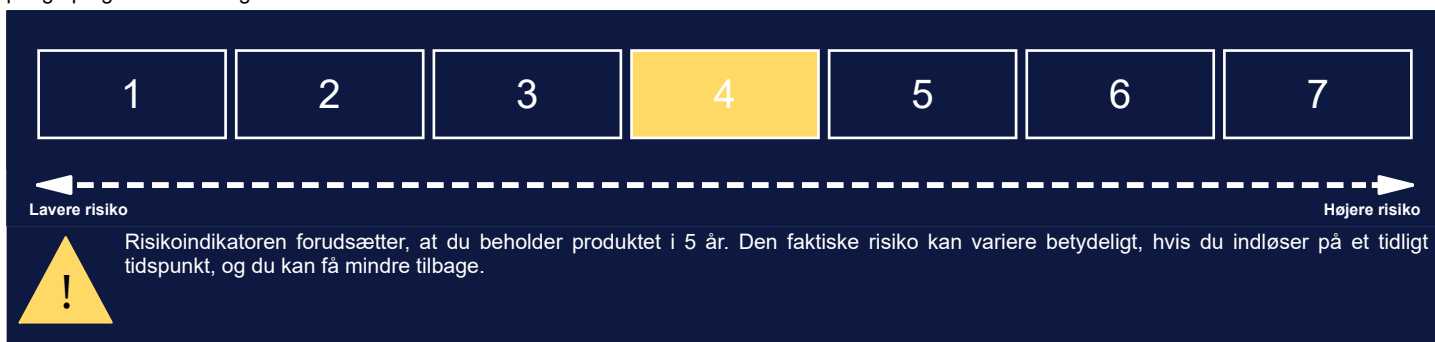 1 2 3 4 5 6 7
Lavere risiko Højere risiko
Risikoindikatoren forudsætter, at du beholder produktet i 5 år. Den faktiske risiko kan variere betydeligt, hvis du indløser på et tidligt
tidspunkt, og du kan få mindre tilbage.
!